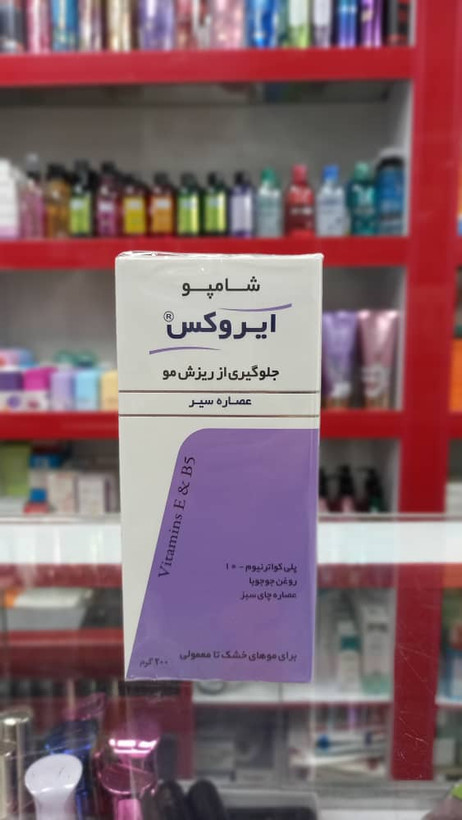 شامپو
ایروکس®
جلوگیری از ریزش مو
عصاره سیر
Vitamins E & B5
پلی کواترنیوم - ۱۰
روغن جوجوبا
عصاره چای سبز
برای موهای خشک تا معمولی
۲۰۰ گرم